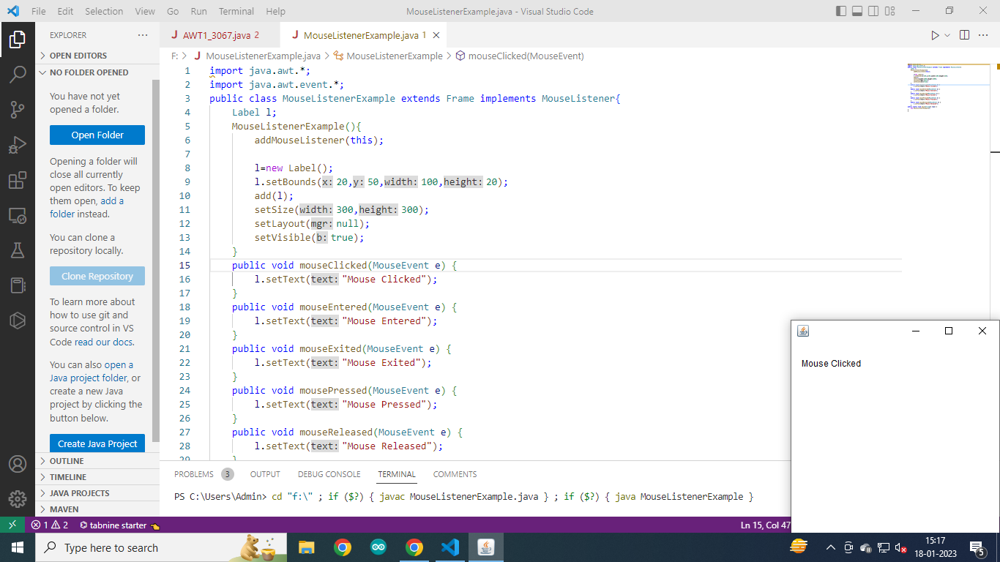 File Edit Selection View Go Run Terminal Help MouseListenerExample.java - Visual Studio Code
EXPLORER
OPEN EDITORS
NO FOLDER OPENED
You have not yet
opened a folder.
Open Folder
Opening a folder will
close all currently
open editors. To keep
them open, add a
folder instead.
You can clone a
repository locally.
Clone Repository
To learn more about
how to use git and
source control in VS
Code read our docs.
You can also open a
Java project folder, or
create a new Java
project by clicking the
button below.
Create Java Project
OUTLINE
TIMELINE
JAVA PROJECTS
MAVEN
J AWT1_3067.java 2 J MouseListenerExample.java 1
F: > J MouseListenerExample.java > MouseListenerExample > mouseClicked(MouseEvent)
1 import java.awt.*;
2 import java.awt.event.*;
3 public class MouseListenerExample extends Frame implements MouseListener{
4 Label l;
5 MouseListenerExample(){
6 addMouseListener(this);
7
8 l=new Label();
9 l.setBounds(x: 20,y: 50,width: 100,height: 20);
10 add(l);
11 setSize(width: 300,height: 300);
12 setLayout(mgr: null);
13 setVisible(b: true);
14 }
15 public void mouseClicked(MouseEvent e) {
16 l.setText(text: "Mouse Clicked");
17 }
18 public void mouseEntered(MouseEvent e) {
19 l.setText(text: "Mouse Entered");
20 }
21 public void mouseExited(MouseEvent e) {
22 l.setText(text: "Mouse Exited");
23 }
24 public void mousePressed(MouseEvent e) {
25 l.setText(text: "Mouse Pressed");
26 }
27 public void mouseReleased(MouseEvent e) {
28 l.setText(text: "Mouse Released");
29 }
Mouse Clicked
PROBLEMS 3 OUTPUT DEBUG CONSOLE TERMINAL COMMENTS
PS C:\Users\Admin> cd "f:\" ; if ($?) { javac MouseListenerExample.java } ; if ($?) { java MouseListenerExample }
1 2 tabnine starter Ln 15, Col 47
Type here to search
15:17
18-01-2023
5